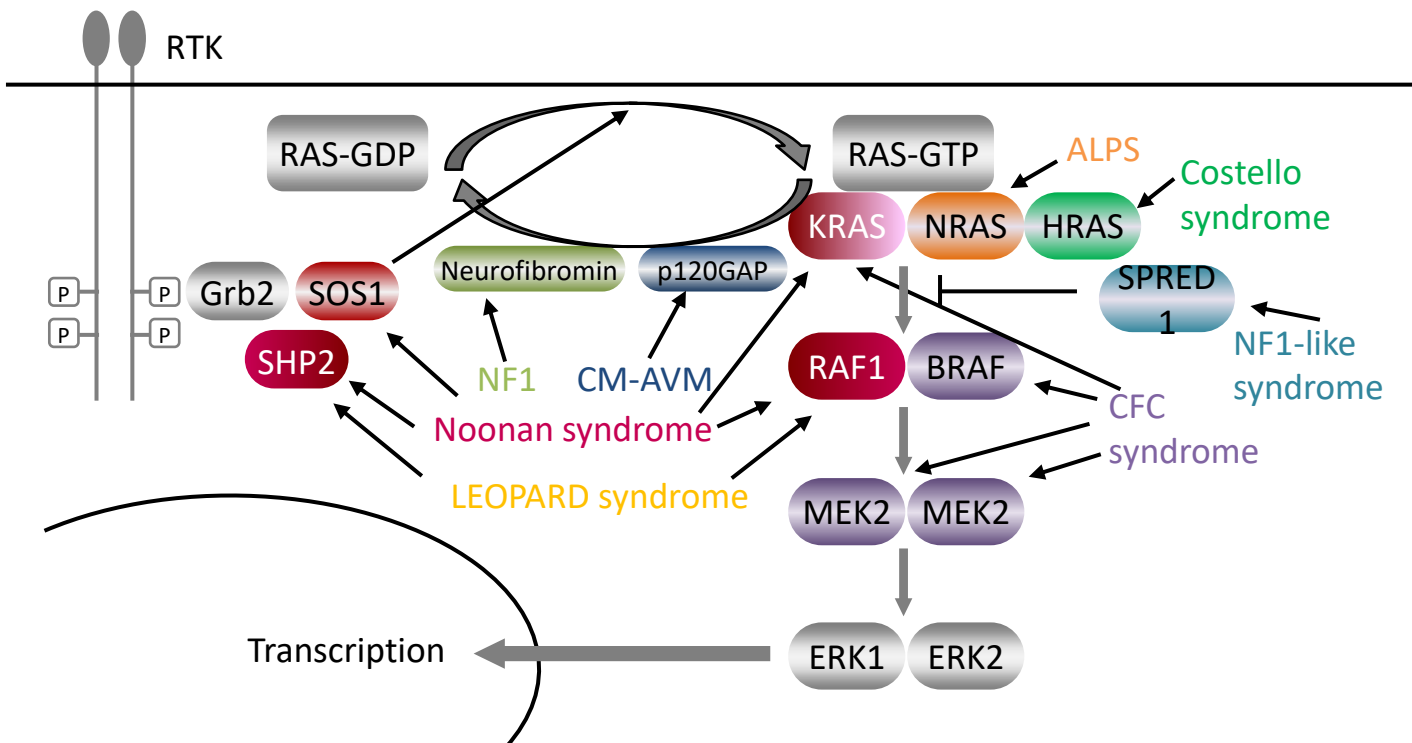 RTK
RAS-GDP
RAS-GTP
ALPS
Costello
syndrome
KRAS
NRAS
HRAS
Neurofibromin
p120GAP
SPRED
1
P
P
Grb2
SOS1
P
P
SHP2
NF1
CM-AVM
RAF1
BRAF
NF1-like
syndrome
CFC
syndrome
Noonan syndrome
LEOPARD syndrome
MEK2
MEK2
Transcription
ERK1
ERK2